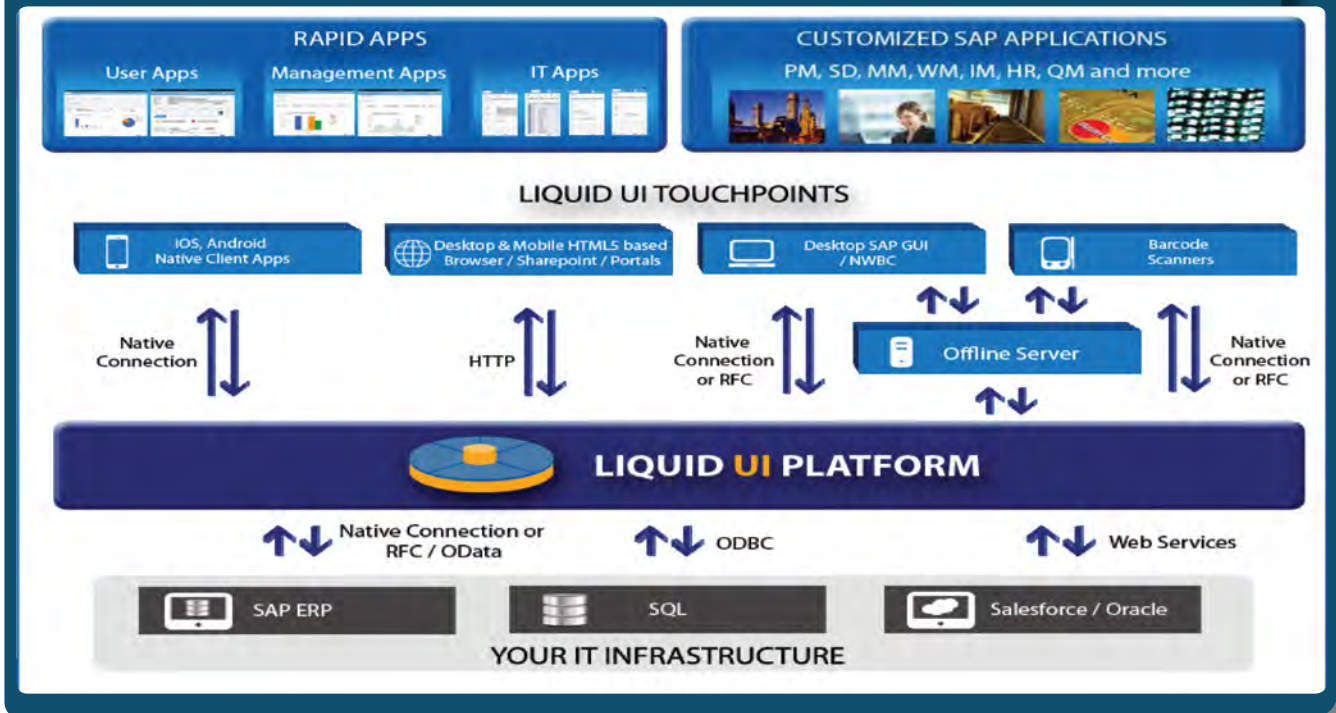 RAPID APPS
User Apps
Management Apps
IT Apps
CUSTOMIZED SAP APPLICATIONS
PM, SD, MM, WM, IM, HR, QM and more
LIQUID UI TOUCHPOINTS
iOS, Android
Native Client Apps
Desktop & Mobile HTML5 based
Browser / Sharepoint / Portals
Desktop SAP GUI
/ NWBC
Barcode
Scanners
Native
Connection
HTTP
Native
Connection
or RFC
Offline Server
Native
Connection
or RFC
LIQUID UI PLATFORM
Native Connection or
RFC / OData
ODBC
Web Services
SAP ERP
SQL
Salesforce / Oracle
YOUR IT INFRASTRUCTURE